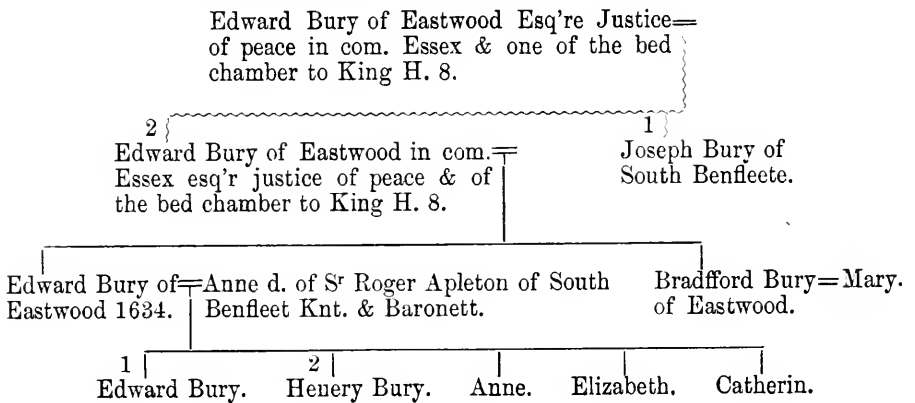 Edward Bury of Eastwood Esq're Justice=
of peace in com. Essex & one of the bed
chamber to King H. 8.
2
1
Edward Bury of Eastwood in com.=
Essex esq'r justice of peace & of
the bed chamber to King H. 8.
Joseph Bury of
South Benfleete.
Edward Bury of=Anne d. of Sʳ Roger Apleton of South
Eastwood 1634. Benfleet Knt. & Baronett.
Bradfford Bury=Mary.
of Eastwood.
1
2
Edward Bury. Henery Bury. Anne. Elizabeth. Catherin.